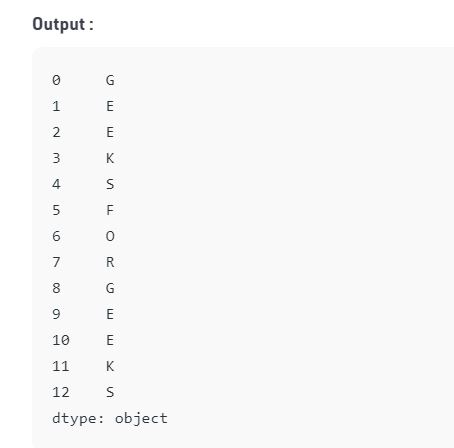 Output :
0 G
1 E
2 E
3 K
4 S
5 F
6 O
7 R
8 G
9 E
10 E
11 K
12 S
dtype: object